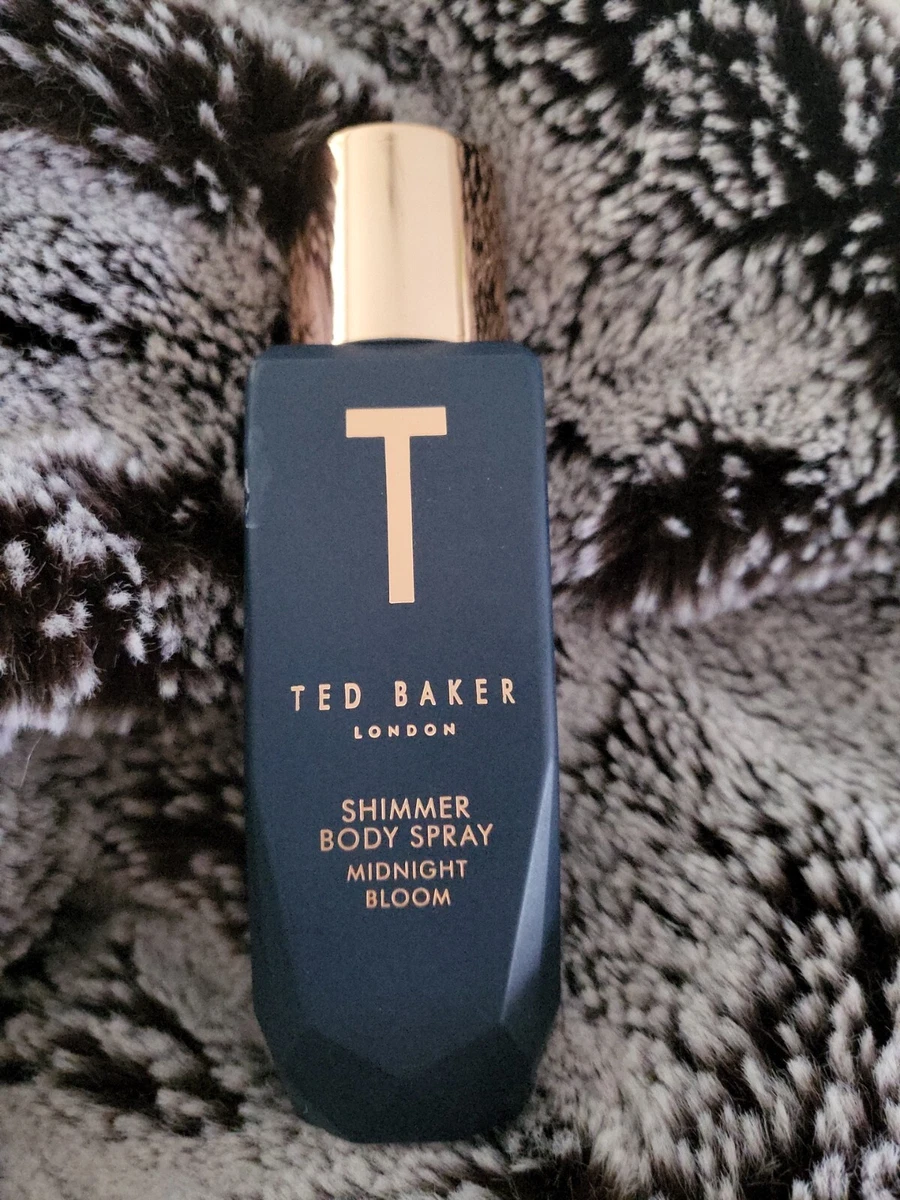 T
TED BAKER
LONDON
SHIMMER
BODY SPRAY
MIDNIGHT
BLOOM